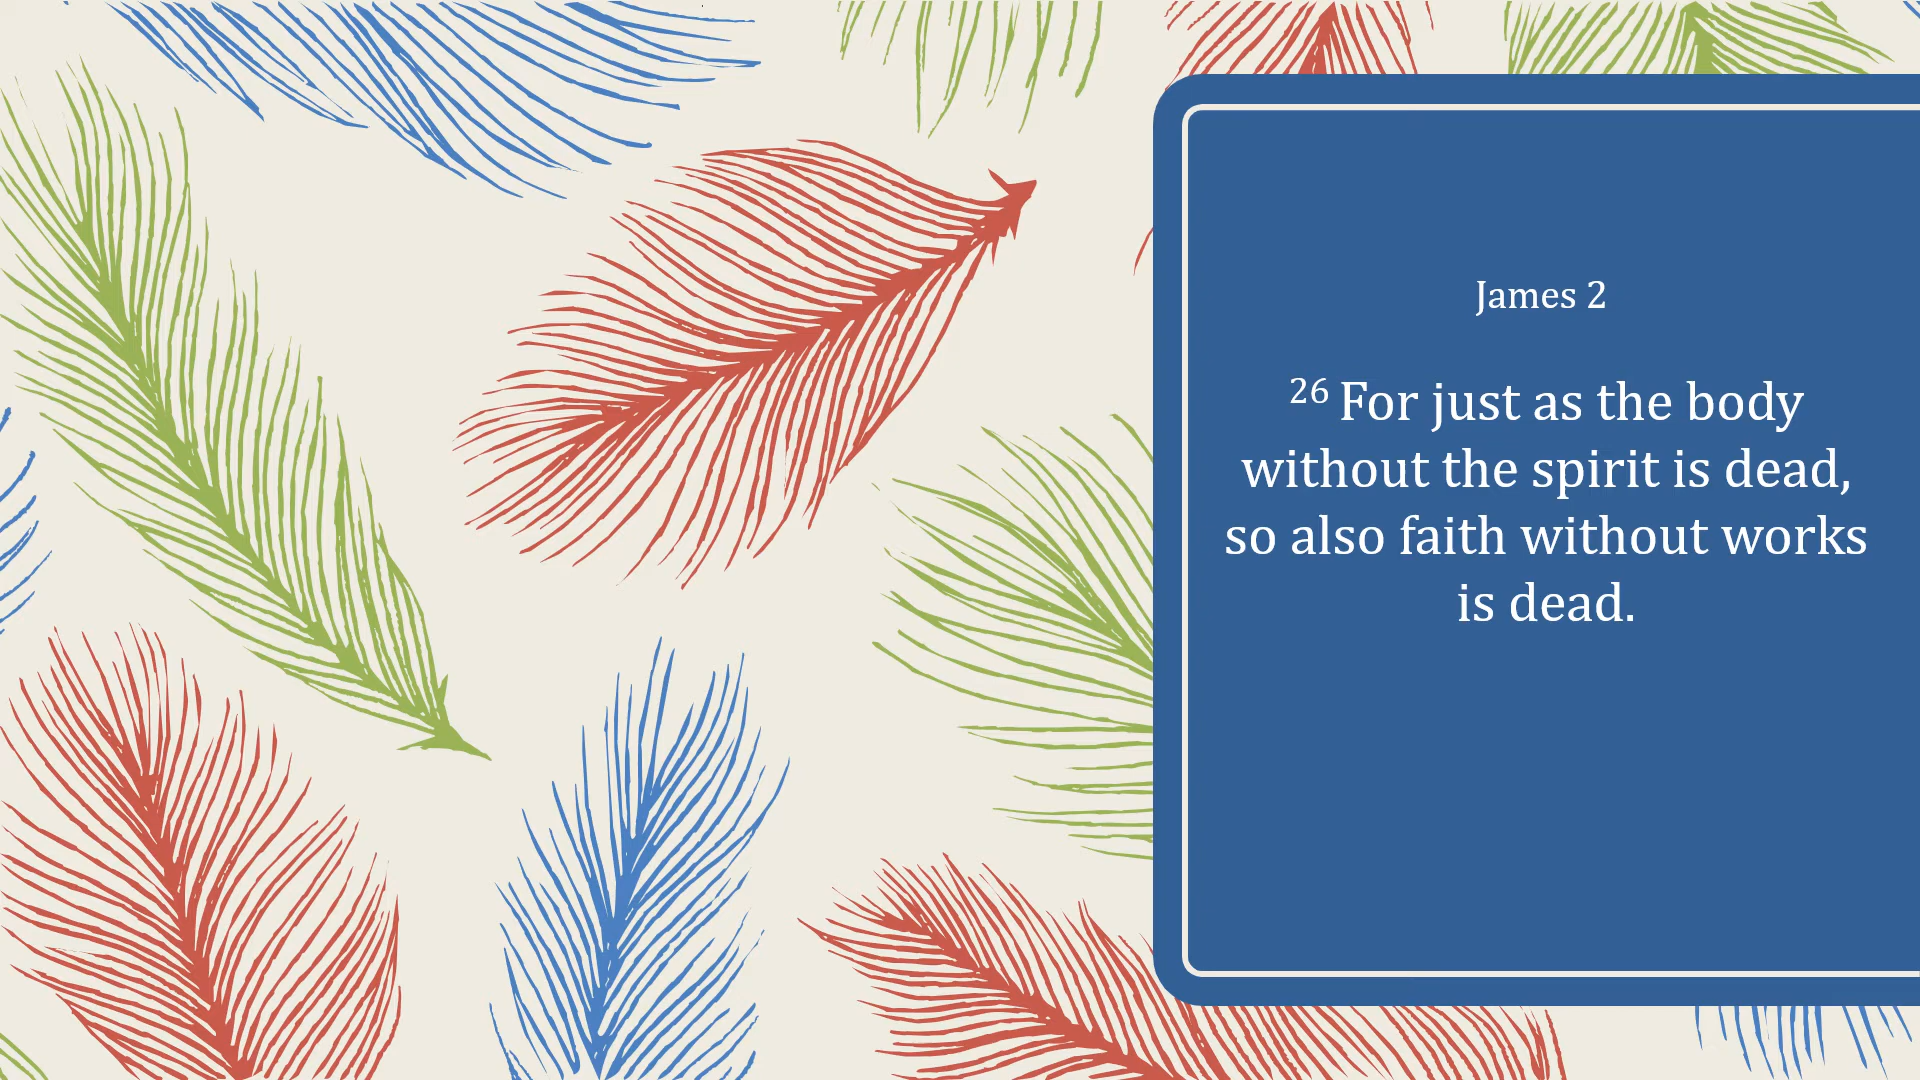 James 2
26 For just as the body
without the spirit is dead,
so also faith without works
is dead.